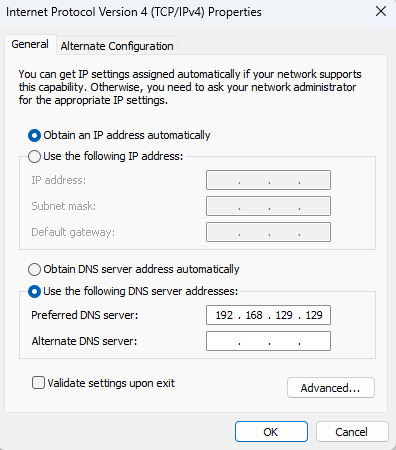 Internet Protocol Version 4 (TCP/IPv4) Properties
General
Alternate Configuration
You can get IP settings assigned automatically if your network supports
this capability. Otherwise, you need to ask your network administrator
for the appropriate IP settings.
Obtain an IP address automatically
Use the following IP address:
IP address: . . .
Subnet mask: . . .
Default gateway: . . .
Obtain DNS server address automatically
Use the following DNS server addresses:
Preferred DNS server: 192 . 168 . 129 . 129
Alternate DNS server: . . .
Validate settings upon exit
Advanced...
OK Cancel